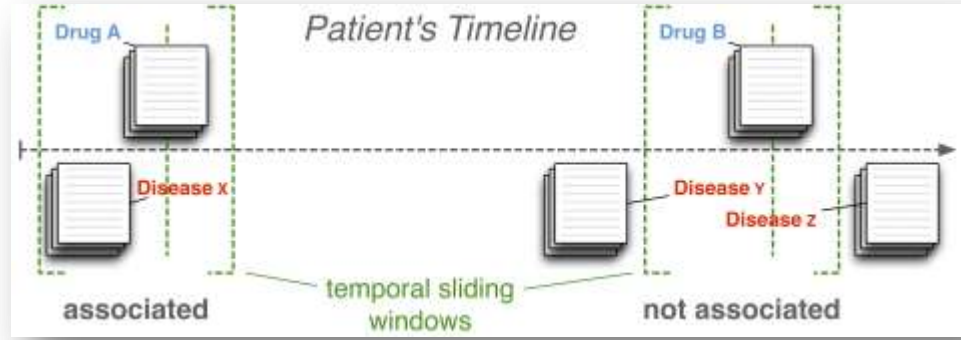 Drug A
Patient's Timeline
Drug B
Disease X
Disease Y
Disease Z
temporal sliding
windows
associated
not associated